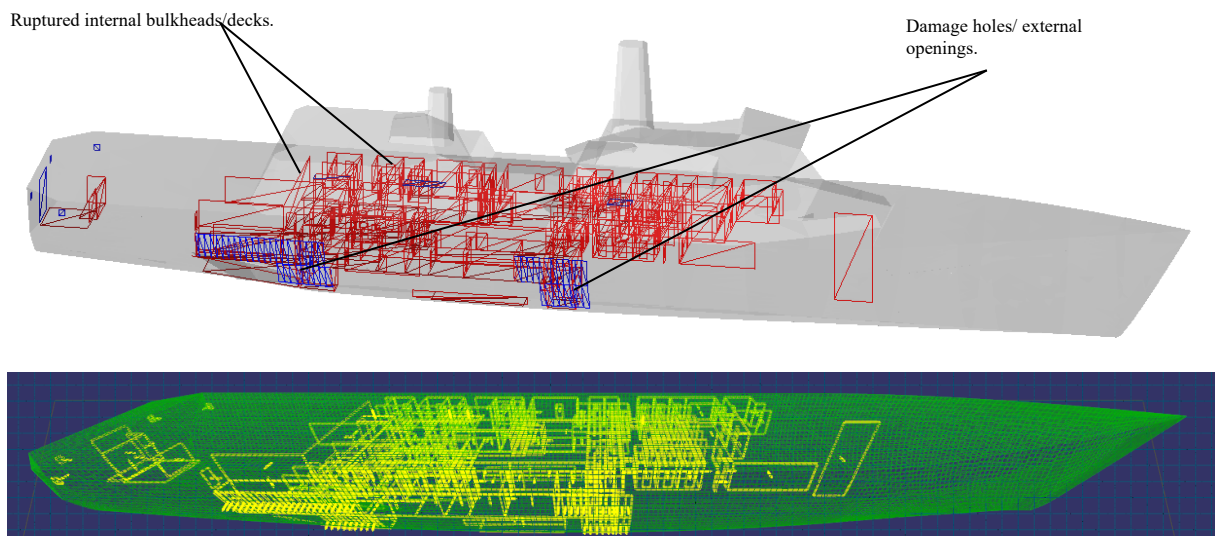 Ruptured internal bulkheads/decks.
Damage holes/ external
openings.